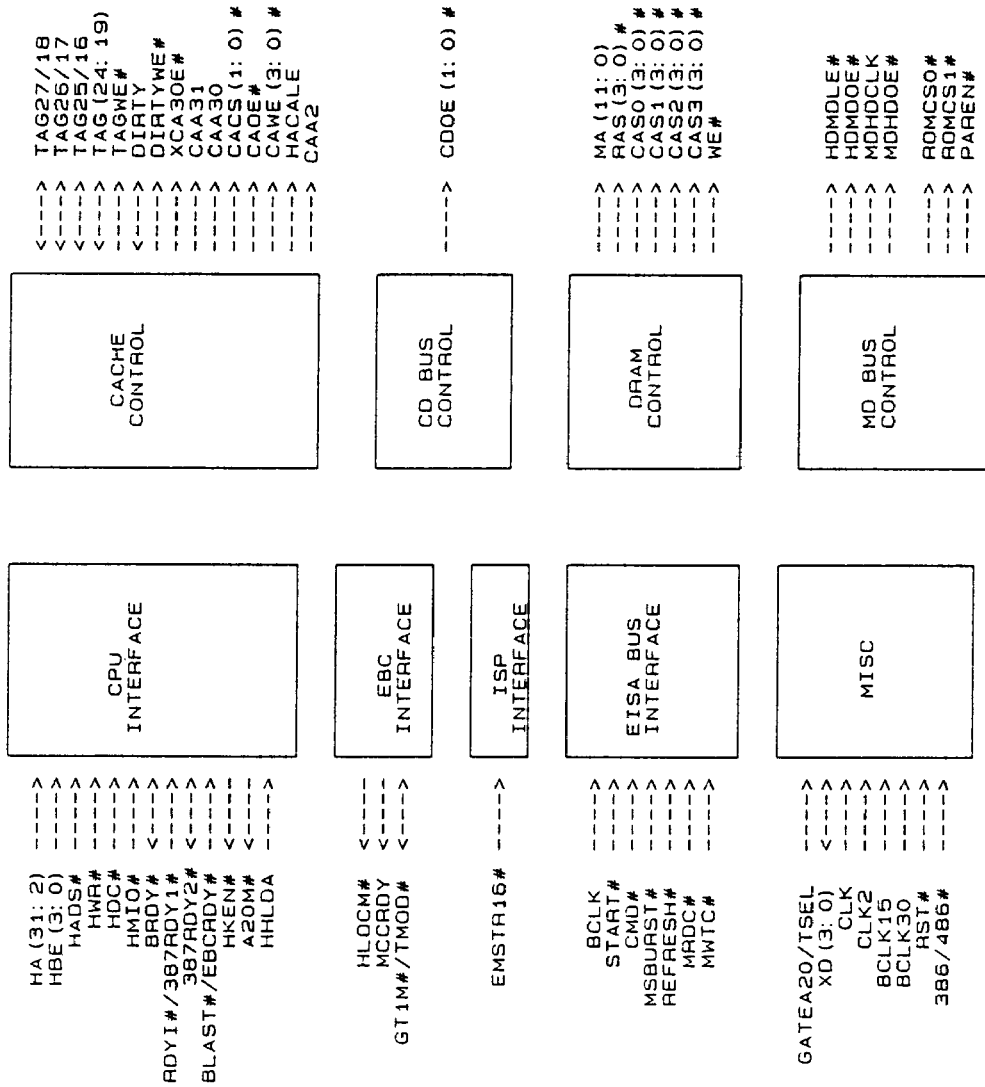 HA (31: 2)
HBE (3: 0)
HADS#
HWR#
HDC#
HMIO#
BRDY#
RDYI#/387RDY1#
387RDY2#
BLAST#/EBCRDY#
HKEN#
A20M#
HHLDA
CPU
INTERFACE
HLOCM#
MCCRDY
GT1M#/TMOD#
EBC
INTERFACE
EMSTR16#
ISP
INTERFACE
BCLK
START#
CMD#
MSBURST#
REFRESH#
MRDC#
MWTC#
EISA BUS
INTERFACE
GATEA20/TSEL
XD (3: 0)
CLK
CLK2
BCLK15
BCLK30
RST#
386/486#
MISC
CACHE
CONTROL
TAG27/18
TAG26/17
TAG25/16
TAG (24: 19)
TAGWE#
DIRTY
DIRTYWE#
XCA30E#
CAA31
CAA30
CACS (1: 0) #
CAOE#
CAWE (3: 0) #
HACALE
CAA2
CD BUS
CONTROL
CDOE (1: 0) #
DRAM
CONTROL
MA (11: 0)
RAS (3: 0) #
CAS0 (3: 0) #
CAS1 (3: 0) #
CAS2 (3: 0) #
CAS3 (3: 0) #
WE#
MD BUS
CONTROL
HDMDLE#
HDMDOE#
MDHDCLK
MDHDOE#
ROMCS0#
ROMCS1#
PAREN#